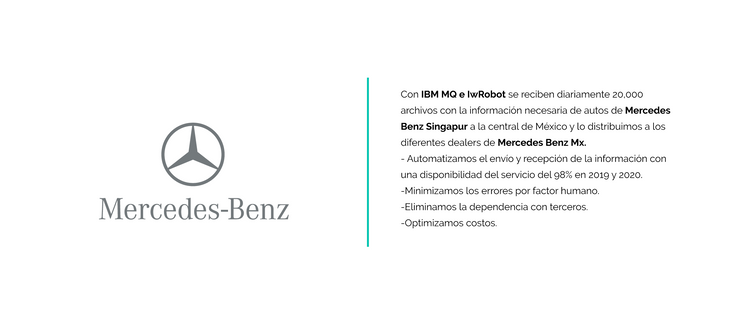 Mercedes-Benz
Con IBM MQ e IwRobot se reciben diariamente 20,000
archivos con la información necesaria de autos de Mercedes
Benz Singapur a la central de México y lo distribuimos a los
diferentes dealers de Mercedes Benz Mx.
- Automatizamos el envío y recepción de la información con
una disponibilidad del servicio del 98% en 2019 y 2020.
-Minimizamos los errores por factor humano.
-Eliminamos la dependencia con terceros.
-Optimizamos costos.